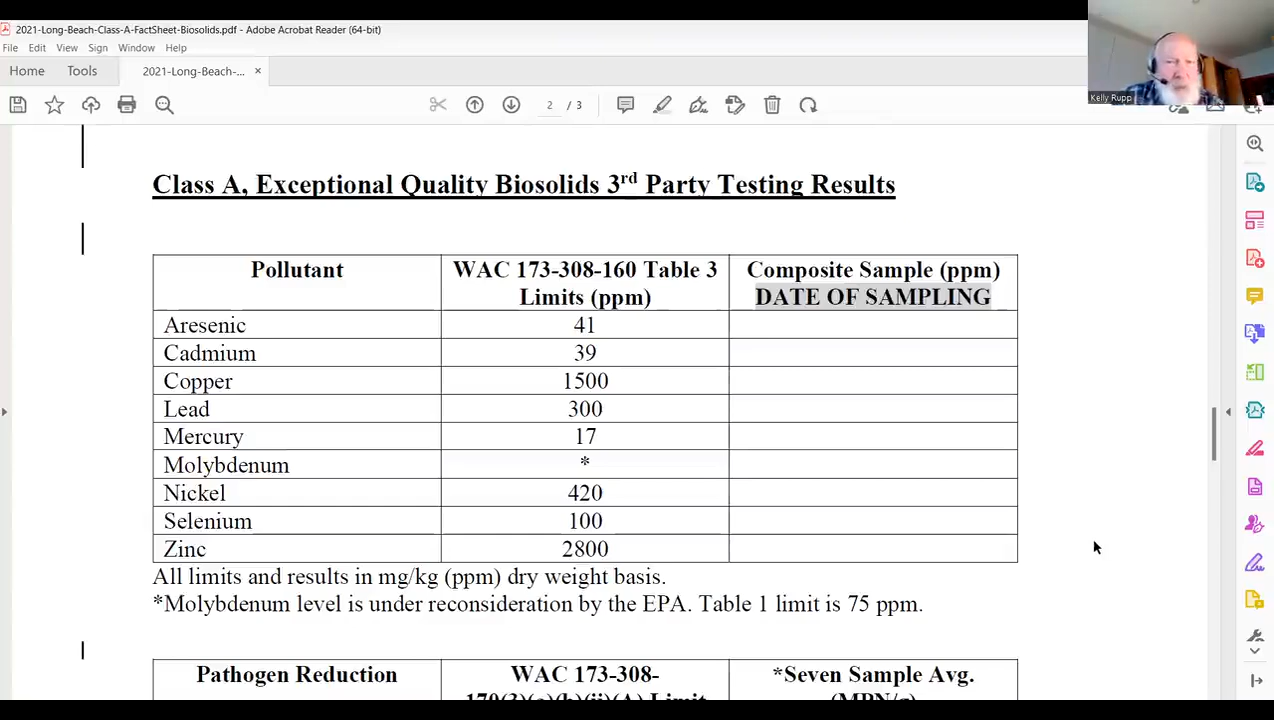 2021-Long-Beach-Class-A-FactSheet-Biosolids.pdf - Adobe Acrobat Reader (64-bit)
File Edit View Sign Window Help
Home Tools 2021-Long-Beach-... ×
2 / 3
Kelly Rupp
Class A, Exceptional Quality Biosolids 3rd Party Testing Results
Pollutant WAC 173-308-160 Table 3 Composite Sample (ppm)
Limits (ppm) DATE OF SAMPLING
Aresenic 41
Cadmium 39
Copper 1500
Lead 300
Mercury 17
Molybdenum *
Nickel 420
Selenium 100
Zinc 2800
All limits and results in mg/kg (ppm) dry weight basis.
*Molybdenum level is under reconsideration by the EPA. Table 1 limit is 75 ppm.
Pathogen Reduction WAC 173-308- *Seven Sample Avg.
170(3)(a)(b)(ii)(A) Limit (MPN/g)